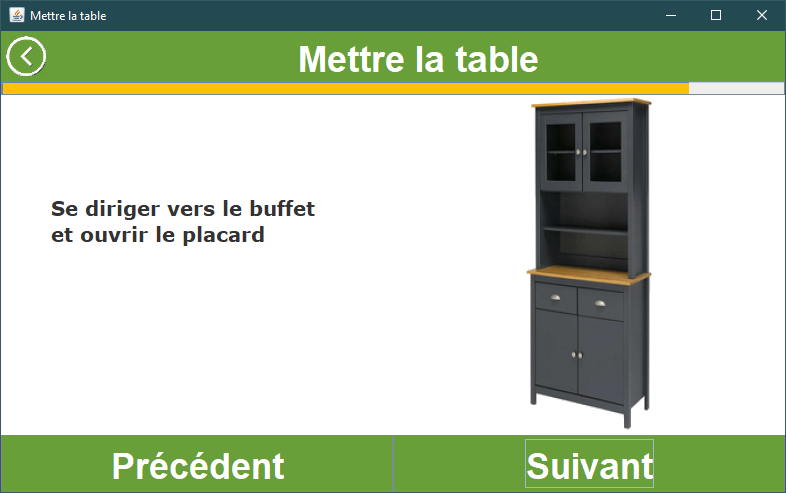 Mettre la table
Mettre la table
Se diriger vers le buffet
et ouvrir le placard
Précédent
Suivant